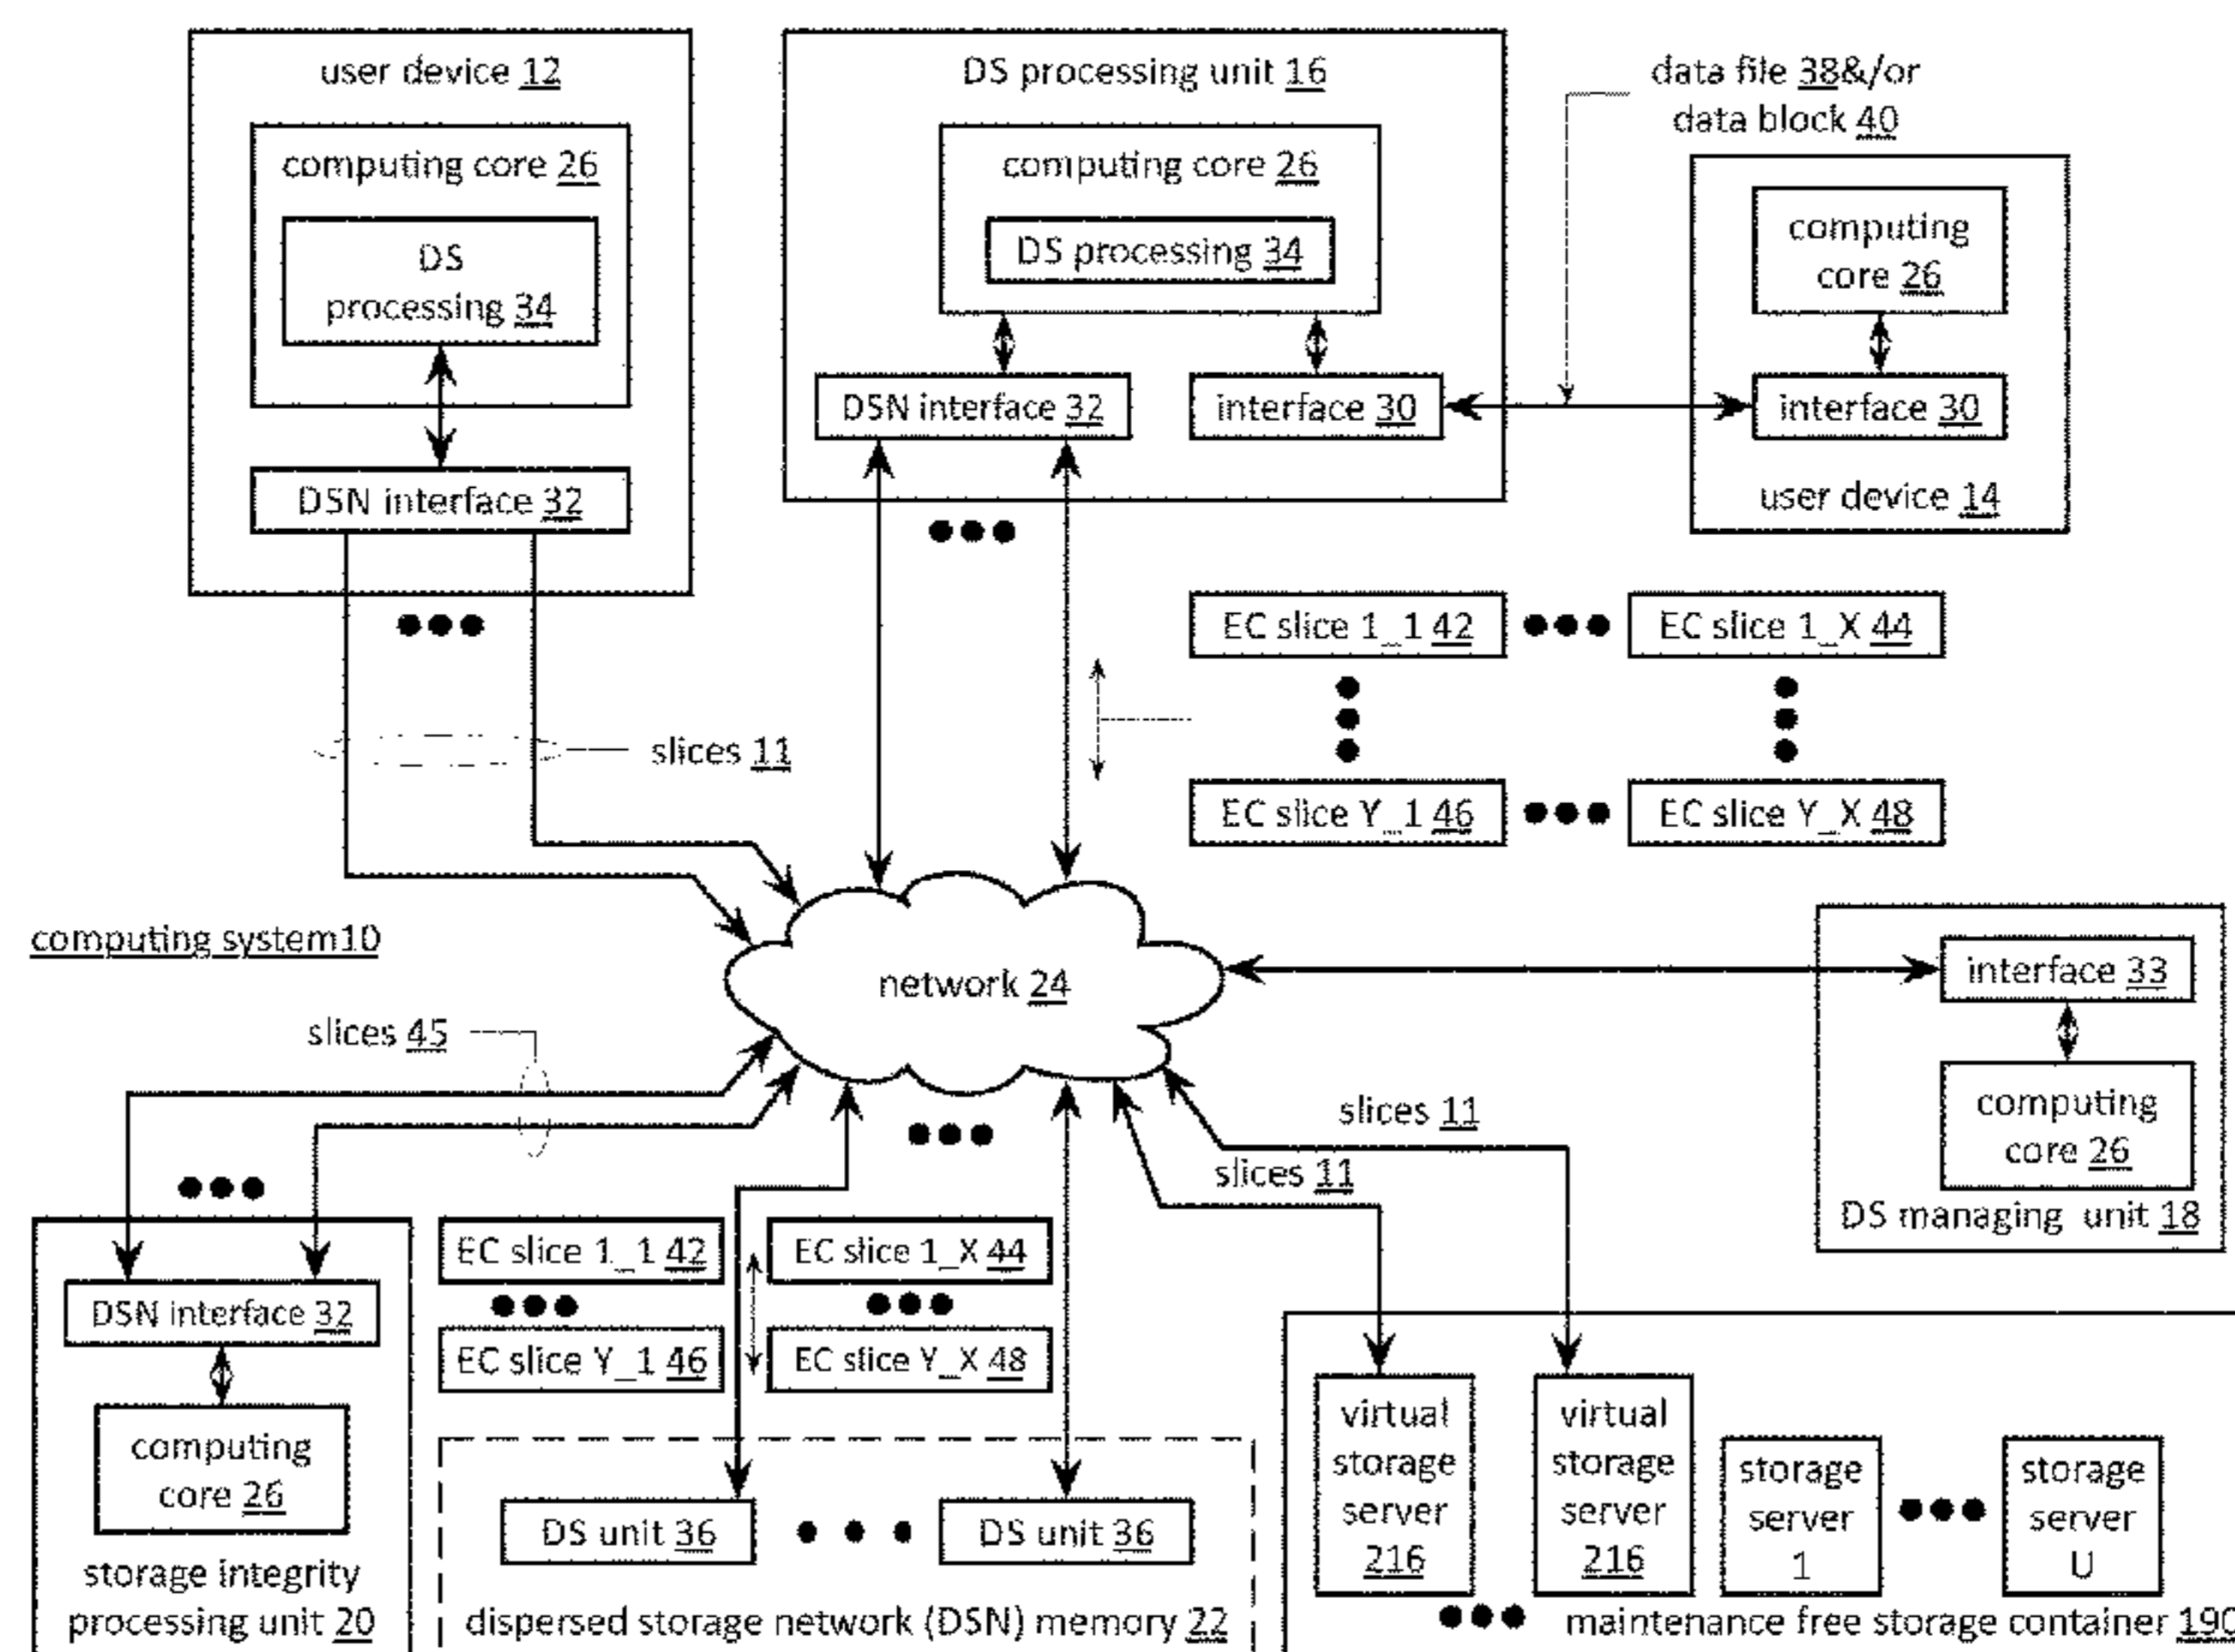 user device 12
computing core 26
DS
processing 34
DSN interface 32
slices 11
DS processing unit 16
computing core 26
DS processing 34
DSN interface 32
interface 30
data file 38&/or
data block 40
computing
core 26
interface 30
user device 14
EC slice 1_1 42
EC slice 1_X 44
EC slice Y_1 46
EC slice Y_X 48
computing system10
network 24
interface 33
computing
core 26
DS managing unit 18
slices 45
slices 11
slices 11
DSN interface 32
computing
core 26
storage integrity
processing unit 20
EC slice 1_1 42
EC slice 1_X 44
EC slice Y_1 46
EC slice Y_X 48
DS unit 36
DS unit 36
dispersed storage network (DSN) memory 22
virtual
storage
server
216
virtual
storage
server
216
storage
server
1
storage
server
U
maintenance free storage container 190